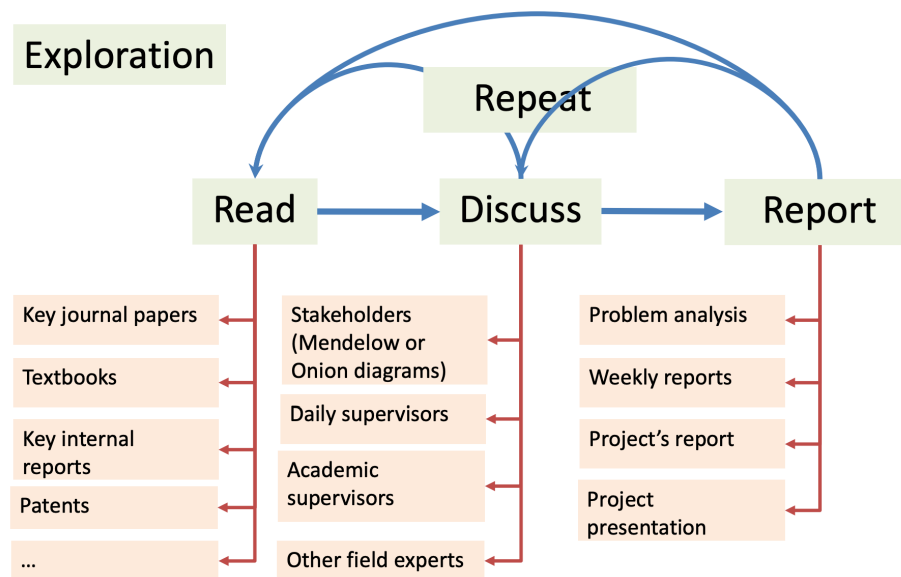 Exploration
Repeat
Read
Discuss
Report
Key journal papers
Textbooks
Key internal
reports
Patents
...
Stakeholders
(Mendelow or
Onion diagrams)
Daily supervisors
Academic
supervisors
Other field experts
Problem analysis
Weekly reports
Project’s report
Project
presentation